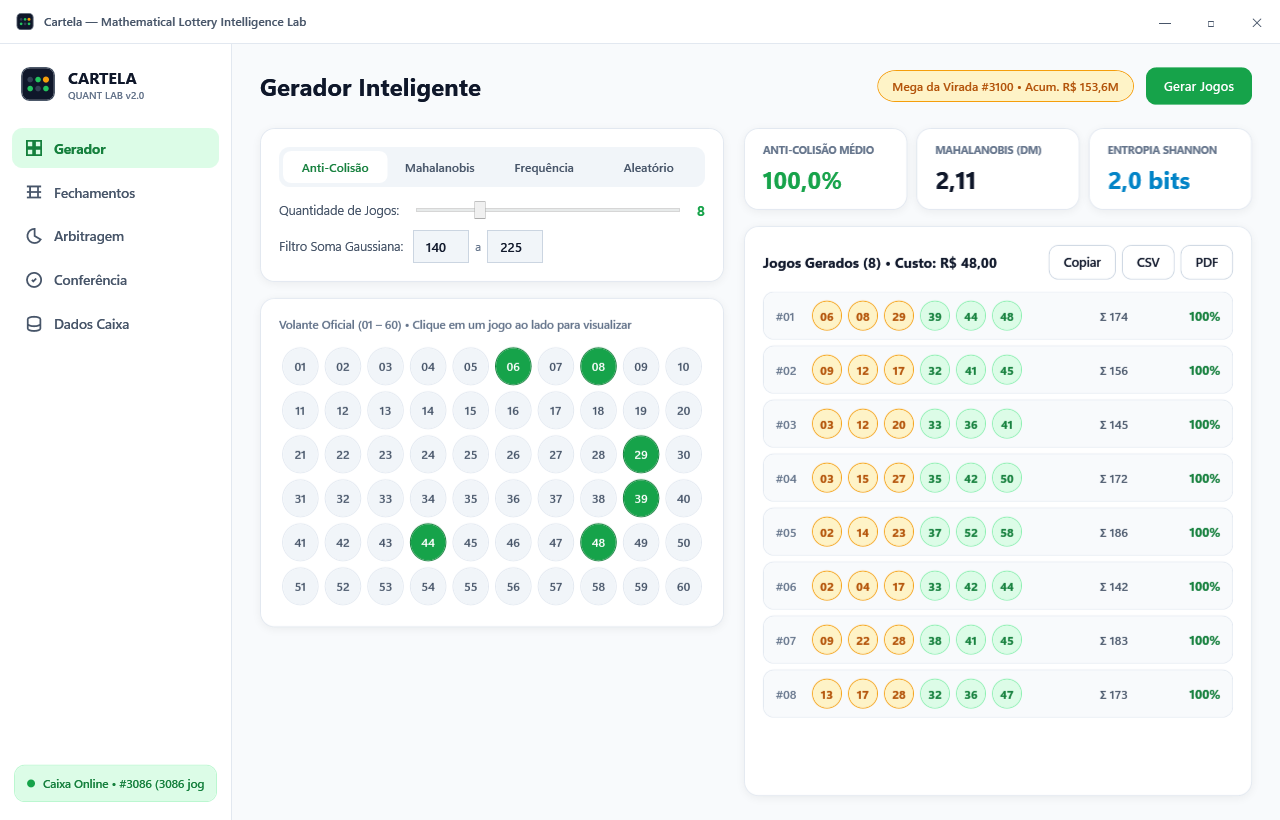 Cartela — Mathematical Lottery Intelligence Lab
CARTELA
QUANT LAB v2.0
Gerador
Fechamentos
Arbitragem
Conferência
Dados Caixa
Caixa Online • #3086 (3086 jog
Gerador Inteligente
Mega da Virada #3100 • Acum. R$ 153,6M
Gerar Jogos
Anti-Colisão Mahalanobis Frequência Aleatório
Quantidade de Jogos: 8
Filtro Soma Gaussiana: 140 a 225
Volante Oficial (01 – 60) • Clique em um jogo ao lado para visualizar
01 02 03 04 05 06 07 08 09 10
11 12 13 14 15 16 17 18 19 20
21 22 23 24 25 26 27 28 29 30
31 32 33 34 35 36 37 38 39 40
41 42 43 44 45 46 47 48 49 50
51 52 53 54 55 56 57 58 59 60
ANTI-COLISÃO MÉDIO
100,0%
MAHALANOBIS (DM)
2,11
ENTROPIA SHANNON
2,0 bits
Jogos Gerados (8) • Custo: R$ 48,00
Copiar CSV PDF
#01 06 08 29 39 44 48 Σ 174 100%
#02 09 12 17 32 41 45 Σ 156 100%
#03 03 12 20 33 36 41 Σ 145 100%
#04 03 15 27 35 42 50 Σ 172 100%
#05 02 14 23 37 52 58 Σ 186 100%
#06 02 04 17 33 42 44 Σ 142 100%
#07 09 22 28 38 41 45 Σ 183 100%
#08 13 17 28 32 36 47 Σ 173 100%